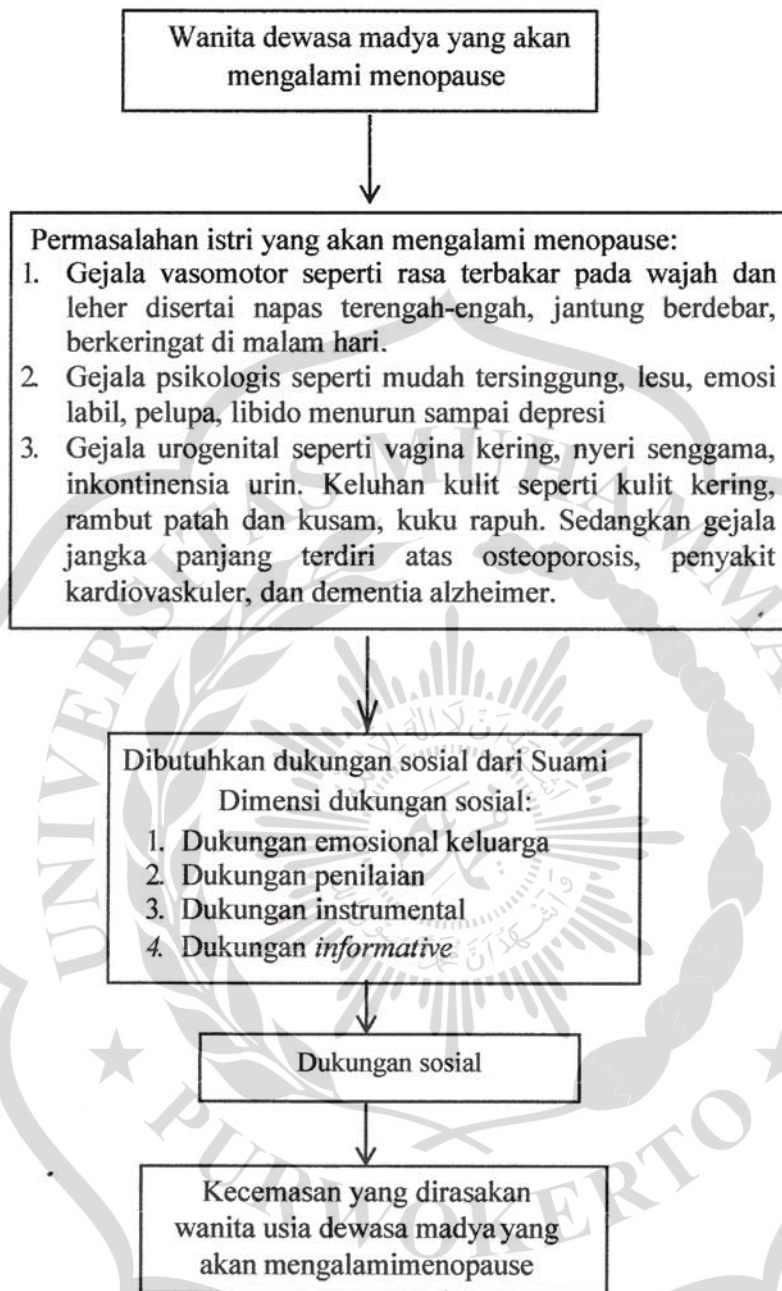 Wanita dewasa madya yang akan
mengalami menopause
Permasalahan istri yang akan mengalami menopause:
1. Gejala vasomotor seperti rasa terbakar pada wajah dan
leher disertai napas terengah-engah, jantung berdebar,
berkeringat di malam hari.
2. Gejala psikologis seperti mudah tersinggung, lesu, emosi
labil, pelupa, libido menurun sampai depresi
3. Gejala urogenital seperti vagina kering, nyeri senggama,
inkontinensia urin. Keluhan kulit seperti kulit kering,
rambut patah dan kusam, kuku rapuh. Sedangkan gejala
jangka panjang terdiri atas osteoporosis, penyakit
kardiovaskuler, dan dementia alzheimer.
Dibutuhkan dukungan sosial dari Suami
Dimensi dukungan sosial:
1. Dukungan emosional keluarga
2. Dukungan penilaian
3. Dukungan instrumental
4. Dukungan informative
Dukungan sosial
Kecemasan yang dirasakan
wanita usia dewasa madya yang
akan mengalamimenopause
UNIVERSITAS MUHAMMA
PURWOKERTO